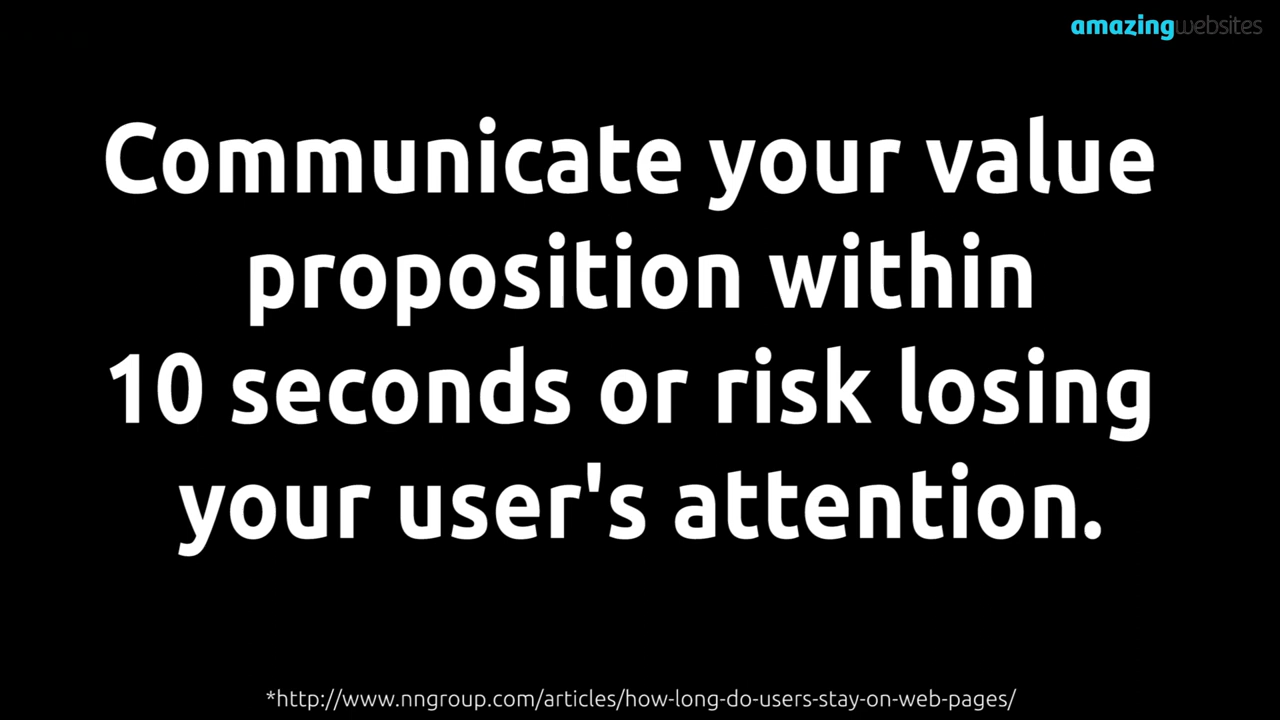 amazingwebsites
Communicate your value
proposition within
10 seconds or risk losing
your user's attention.
*http://www.nngroup.com/articles/how-long-do-users-stay-on-web-pages/